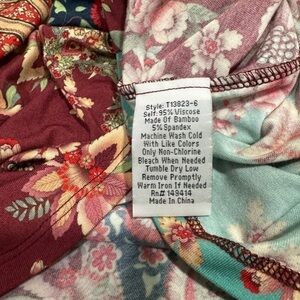 Style: T13823-6
Self: 95% Viscose
Made Of Bamboo
5% Spandex
Machine Wash Cold
With Like Colors
Only Non-Chlorine
Bleach When Needed
Tumble Dry Low
Remove Promptly
Warm Iron If Needed
Rn# 149414
Made In China